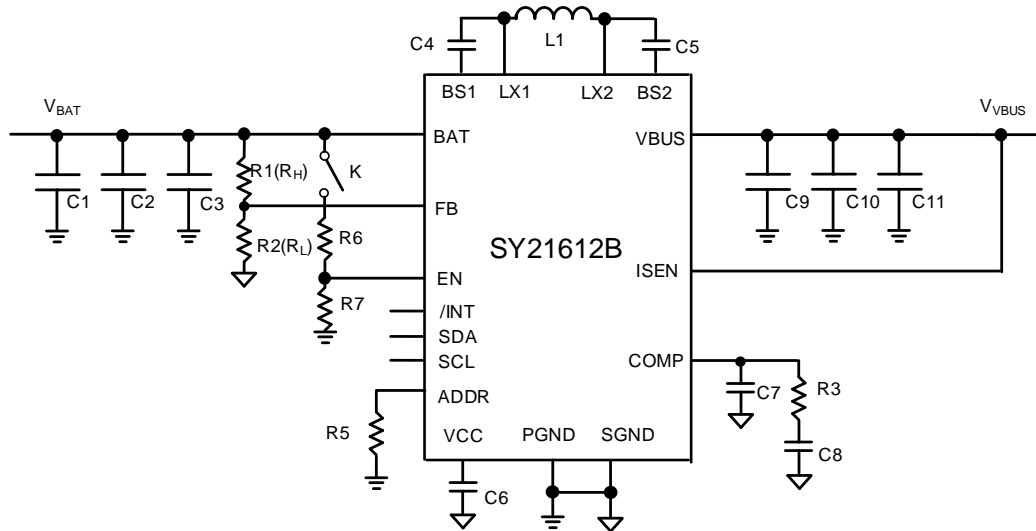 C4
L1
C5
BS1
LX1
LX2
BS2
VBAT
BAT
VBUS
VVBUS
R1(RH)
K
C1
C2
C3
FB
C9
C10
C11
R2(RL)
R6
SY21612B
EN
ISEN
R7
/INT
SDA
SCL
COMP
ADDR
C7
R3
R5
VCC
PGND
SGND
C8
C6